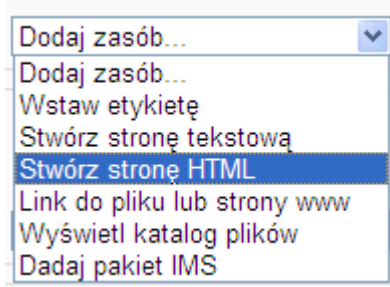 Dodaj zasób...
Dodaj zasób...
Wstaw etykietę
Stwórz stronę tekstową
Stwórz stronę HTML
Link do pliku lub strony www
Wyświetl katalog plików
Dadaj pakiet IMS